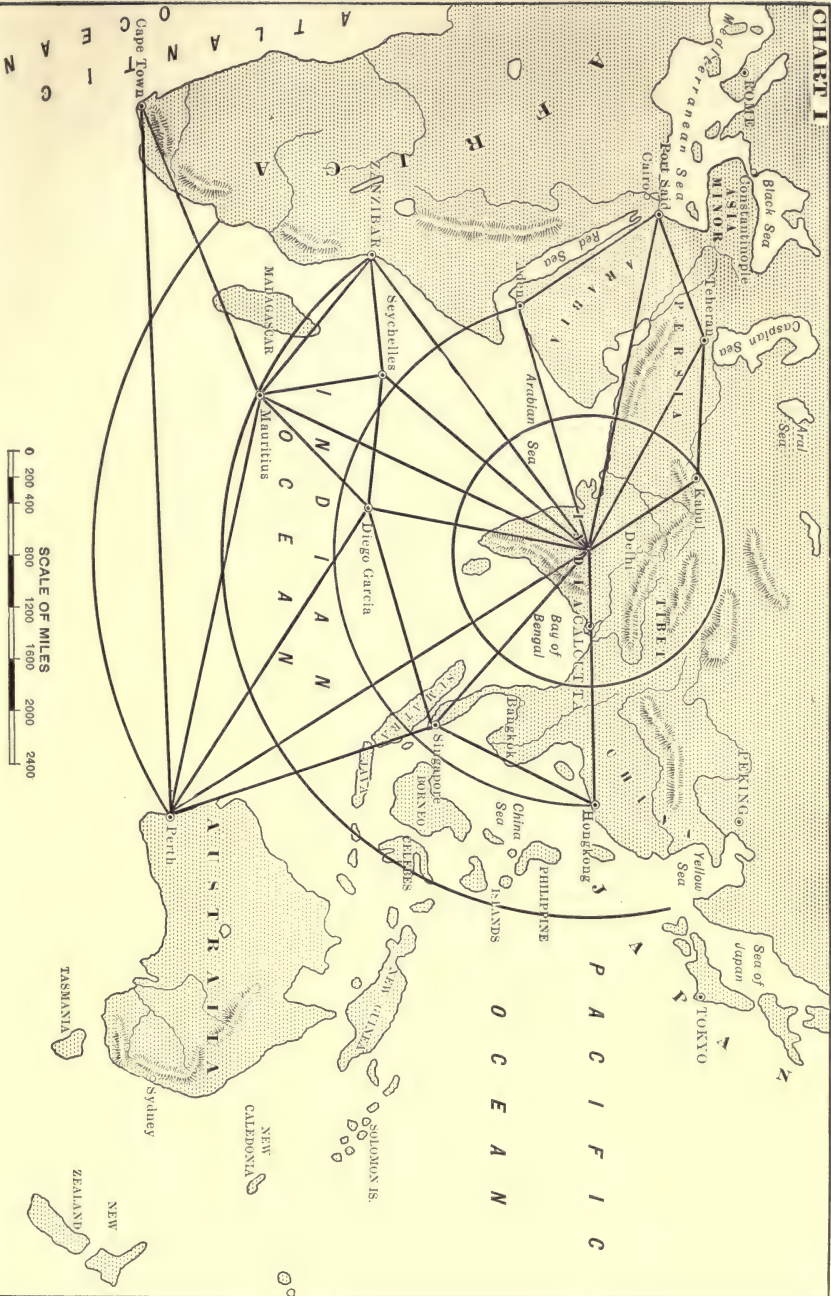 CHART I
Mediterranean Sea
ROME
Black Sea
Constantinople
ASIA
MINOR
Caspian
Sea
Aral
Sea
Port Said
Cairo
Teheran
PERSIA
Kabul
TIBET
PEKING
Yellow
Sea
Sea of
Japan
JAPAN
TOKYO
AFRICA
Red
Sea
ARABIA
Aden
Arabian Sea
INDIA
Delhi
CALCUTTA
Bay of
Bengal
CHINA
Hongkong
Bangkok
China
Sea
PHILIPPINE
ISLANDS
PACIFIC
OCEAN
ZANZIBAR
Seychelles
MADAGASCAR
Mauritius
Diego Garcia
INDIAN
OCEAN
SUMATRA
Singapore
BORNEO
JAVA
CELEBES
NEW GUINEA
SOLOMON IS.
NEW
CALEDONIA
ATLANTIC
OCEAN
Cape Town
Perth
AUSTRALIA
Sydney
TASMANIA
NEW
ZEALAND
SCALE OF MILES
0 200 400 800 1200 1600 2000 2400